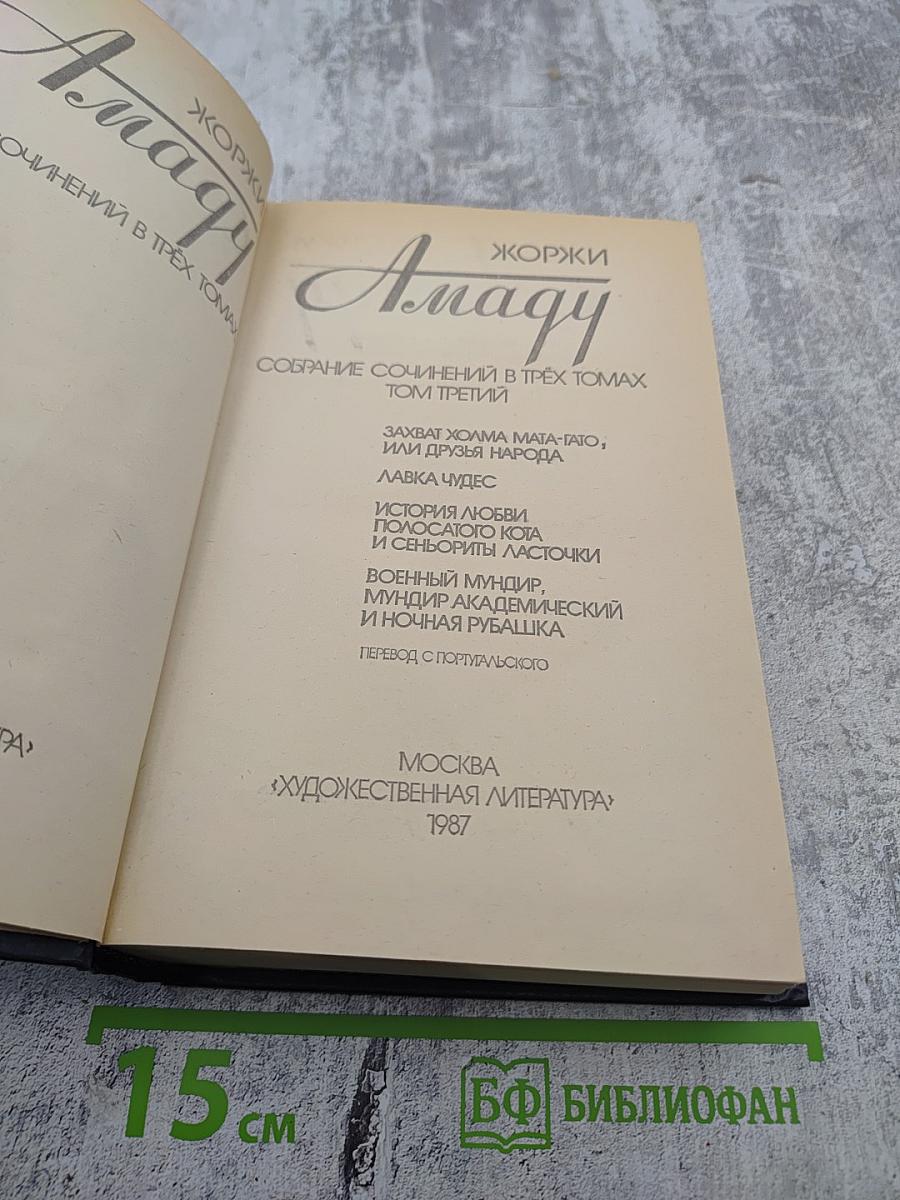 ЖОРЖИ
Амаду
СОЧИНЕНИЙ В ТРЁХ ТОМАХ
ЖОРЖИ
Амаду
СОБРАНИЕ СОЧИНЕНИЙ В ТРЁХ ТОМАХ
ТОМ ТРЕТИЙ
ЗАХВАТ ХОЛМА МАТА-ГАТО,
ИЛИ ДРУЗЬЯ НАРОДА
ЛАВКА ЧУДЕС
ИСТОРИЯ ЛЮБВИ
ПОЛОСАТОГО КОТА
И СЕНЬОРИТЫ ЛАСТОЧКИ
ВОЕННЫЙ МУНДИР,
МУНДИР АКАДЕМИЧЕСКИЙ
И НОЧНАЯ РУБАШКА
ПЕРЕВОД С ПОРТУГАЛЬСКОГО
МОСКВА
«ХУДОЖЕСТВЕННАЯ ЛИТЕРАТУРА»
1987
15 см
БФ БИБЛИОФАН